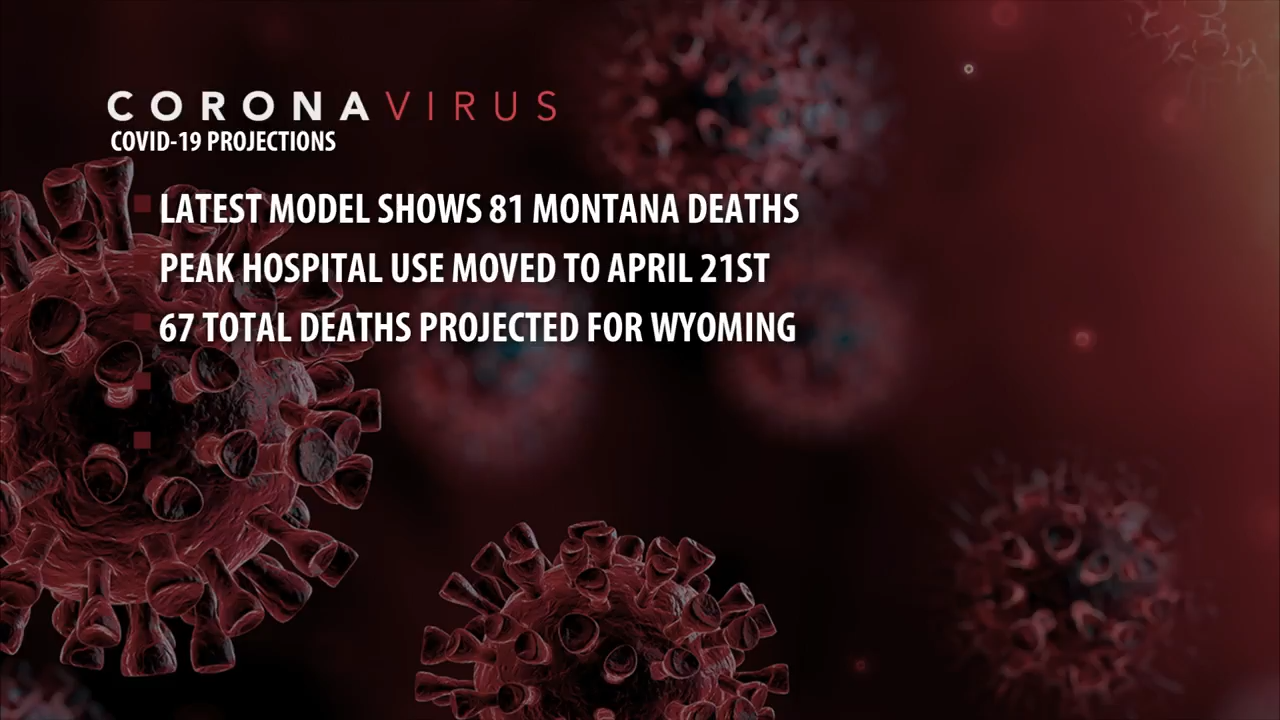 CORONAVIRUS
COVID-19 PROJECTIONS
LATEST MODEL SHOWS 81 MONTANA DEATHS
PEAK HOSPITAL USE MOVED TO APRIL 21ST
67 TOTAL DEATHS PROJECTED FOR WYOMING